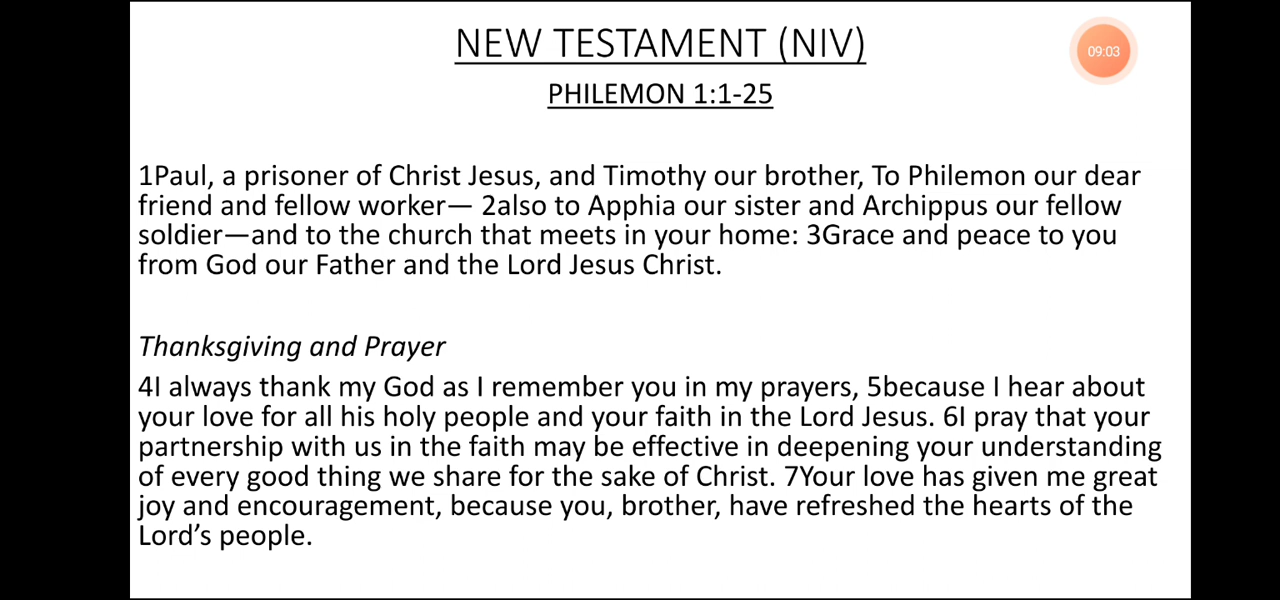 NEW TESTAMENT (NIV)
09:03
PHILEMON 1:1-25
1Paul, a prisoner of Christ Jesus, and Timothy our brother, To Philemon our dear
friend and fellow worker— 2also to Apphia our sister and Archippus our fellow
soldier—and to the church that meets in your home: 3Grace and peace to you
from God our Father and the Lord Jesus Christ.
Thanksgiving and Prayer
4I always thank my God as I remember you in my prayers, 5because I hear about
your love for all his holy people and your faith in the Lord Jesus. 6I pray that your
partnership with us in the faith may be effective in deepening your understanding
of every good thing we share for the sake of Christ. 7Your love has given me great
joy and encouragement, because you, brother, have refreshed the hearts of the
Lord’s people.